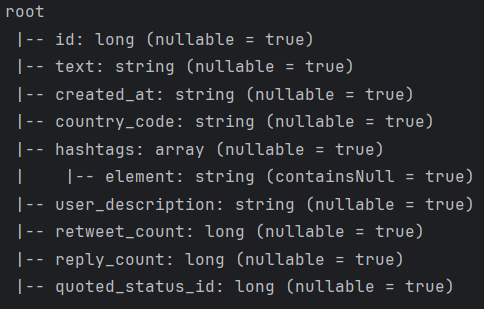 root
 |-- id: long (nullable = true)
 |-- text: string (nullable = true)
 |-- created_at: string (nullable = true)
 |-- country_code: string (nullable = true)
 |-- hashtags: array (nullable = true)
 |    |-- element: string (containsNull = true)
 |-- user_description: string (nullable = true)
 |-- retweet_count: long (nullable = true)
 |-- reply_count: long (nullable = true)
 |-- quoted_status_id: long (nullable = true)